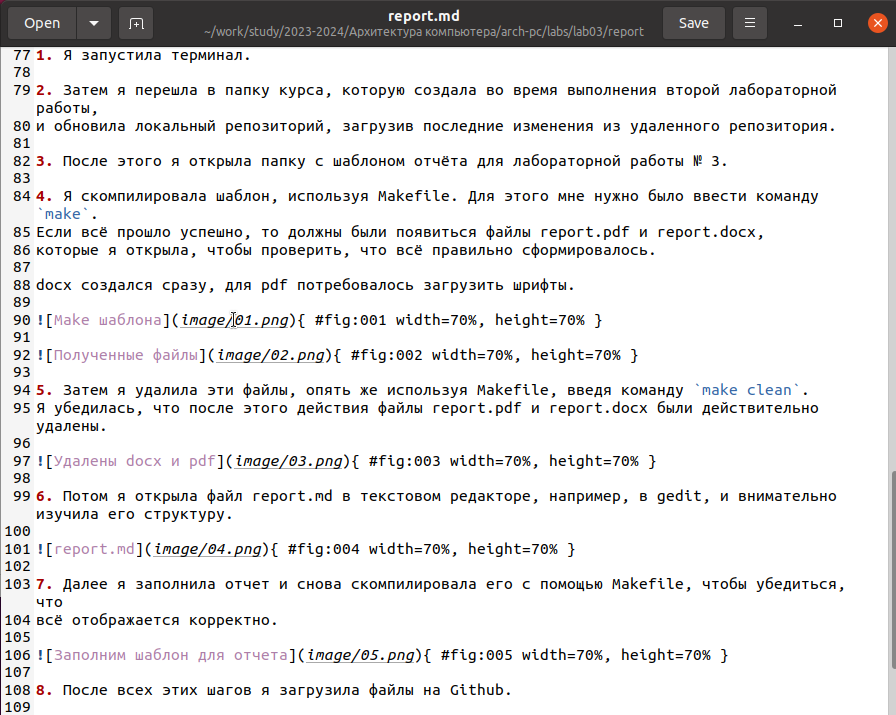 Open
report.md
~/work/study/2023-2024/Архитектура компьютера/arch-pc/labs/lab03/report
Save
77 1. Я запустила терминал.
78
79 2. Затем я перешла в папку курса, которую создала во время выполнения второй лабораторной
работы,
80 и обновила локальный репозиторий, загрузив последние изменения из удаленного репозитория.
81
82 3. После этого я открыла папку с шаблоном отчёта для лабораторной работы № 3.
83
84 4. Я скомпилировала шаблон, используя Makefile. Для этого мне нужно было ввести команду
`make`.
85 Если всё прошло успешно, то должны были появиться файлы report.pdf и report.docx,
86 которые я открыла, чтобы проверить, что всё правильно сформировалось.
87
88 docx создался сразу, для pdf потребовалось загрузить шрифты.
89
90 ![Make шаблона](image/01.png){ #fig:001 width=70%, height=70% }
91
92 ![Полученные файлы](image/02.png){ #fig:002 width=70%, height=70% }
93
94 5. Затем я удалила эти файлы, опять же используя Makefile, введя команду `make clean`.
95 Я убедилась, что после этого действия файлы report.pdf и report.docx были действительно
удалены.
96
97 ![Удалены docx и pdf](image/03.png){ #fig:003 width=70%, height=70% }
98
99 6. Потом я открыла файл report.md в текстовом редакторе, например, в gedit, и внимательно
изучила его структуру.
100
101 ![report.md](image/04.png){ #fig:004 width=70%, height=70% }
102
103 7. Далее я заполнила отчет и снова скомпилировала его с помощью Makefile, чтобы убедиться,
что
104 всё отображается корректно.
105
106 ![Заполним шаблон для отчета](image/05.png){ #fig:005 width=70%, height=70% }
107
108 8. После всех этих шагов я загрузила файлы на Github.
109